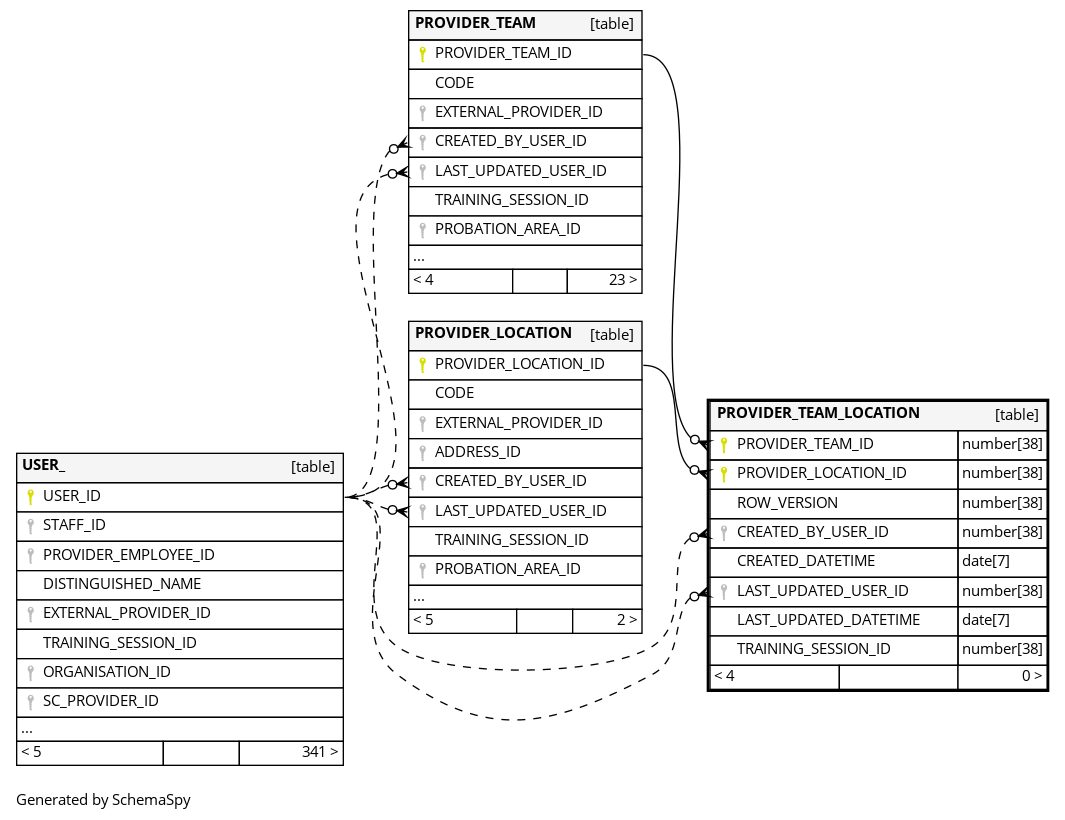 PROVIDER_TEAM [table]
PROVIDER_TEAM_ID
CODE
EXTERNAL_PROVIDER_ID
CREATED_BY_USER_ID
LAST_UPDATED_USER_ID
TRAINING_SESSION_ID
PROBATION_AREA_ID
...
< 4 23 >
PROVIDER_LOCATION [table]
PROVIDER_LOCATION_ID
CODE
EXTERNAL_PROVIDER_ID
ADDRESS_ID
CREATED_BY_USER_ID
LAST_UPDATED_USER_ID
TRAINING_SESSION_ID
PROBATION_AREA_ID
...
< 5 2 >
PROVIDER_TEAM_LOCATION [table]
PROVIDER_TEAM_ID number[38]
PROVIDER_LOCATION_ID number[38]
ROW_VERSION number[38]
CREATED_BY_USER_ID number[38]
CREATED_DATETIME date[7]
LAST_UPDATED_USER_ID number[38]
LAST_UPDATED_DATETIME date[7]
TRAINING_SESSION_ID number[38]
< 4 0 >
USER_ [table]
USER_ID
STAFF_ID
PROVIDER_EMPLOYEE_ID
DISTINGUISHED_NAME
EXTERNAL_PROVIDER_ID
TRAINING_SESSION_ID
ORGANISATION_ID
SC_PROVIDER_ID
...
< 5 341 >
Generated by SchemaSpy